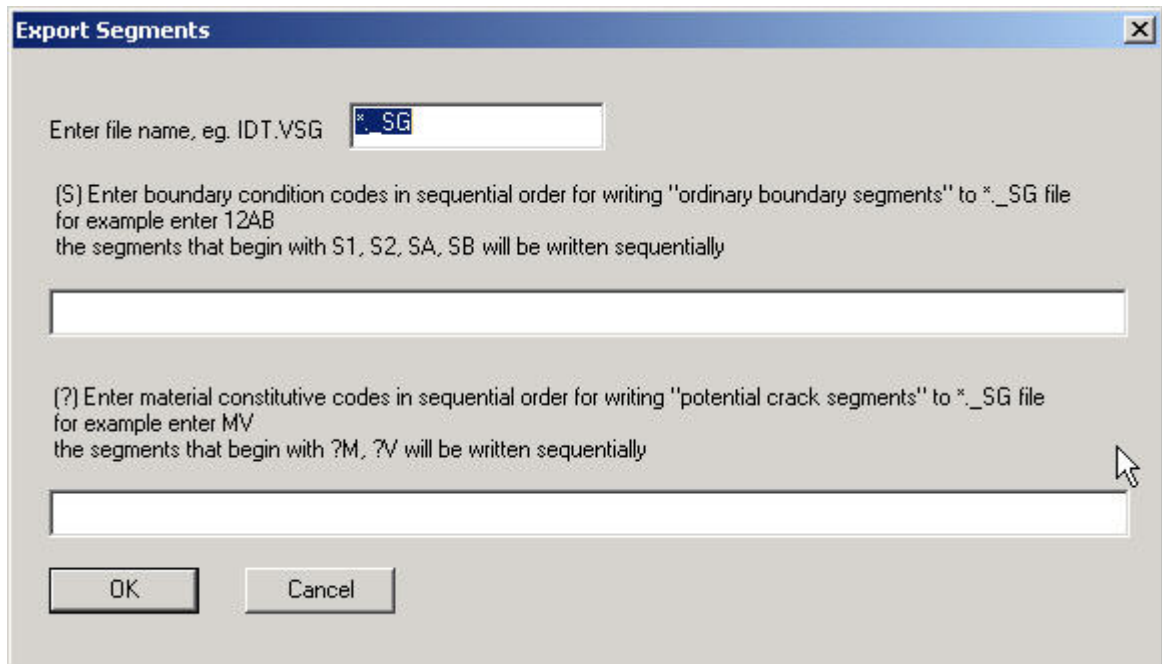 Export Segments
Enter file name, eg. IDT.VSG
*._SG
(S) Enter boundary condition codes in sequential order for writing "ordinary boundary segments" to *._SG file
for example enter 12AB
the segments that begin with S1, S2, SA, SB will be written sequentially
(?) Enter material constitutive codes in sequential order for writing "potential crack segments" to *._SG file
for example enter MV
the segments that begin with ?M, ?V will be written sequentially
OK
Cancel